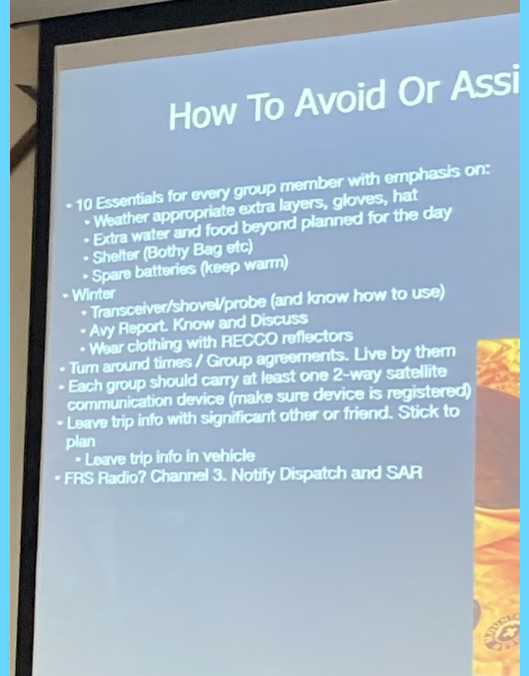 How To Avoid Or Assi
• 10 Essentials for every group member with emphasis on:
• Weather appropriate extra layers, gloves, hat
• Extra water and food beyond planned for the day
• Shelter (Bothy Bag etc)
• Spare batteries (keep warm)
• Winter
• Transceiver/shovel/probe (and know how to use)
• Avy Report. Know and Discuss
• Wear clothing with RECCO reflectors
• Turn around times / Group agreements. Live by them
• Each group should carry at least one 2-way satellite
communication device (make sure device is registered)
• Leave trip info with significant other or friend. Stick to
plan
• Leave trip info in vehicle
• FRS Radio? Channel 3. Notify Dispatch and SAR